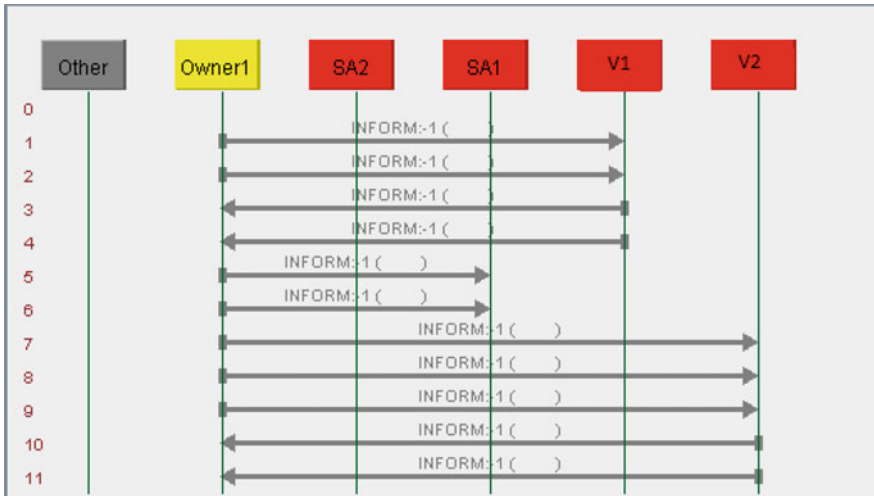 Other Owner1 SA2 SA1 V1 V2
0
INFORM:-1 ( )
1
INFORM:-1 ( )
2
INFORM:-1 ( )
3
INFORM:-1 ( )
4
INFORM:-1 ( )
5
INFORM:-1 ( )
6
INFORM:-1 ( )
7
INFORM:-1 ( )
8
INFORM:-1 ( )
9
INFORM:-1 ( )
10
INFORM:-1 ( )
11